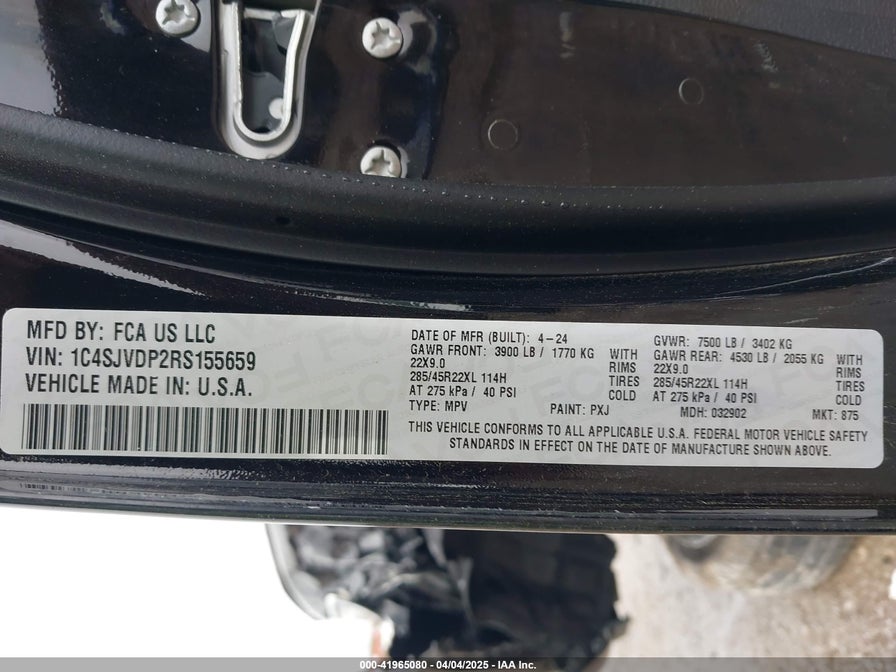 MFD BY: FCA US LLC
VIN: 1C4SJVDP2RS155659
VEHICLE MADE IN: U.S.A.
DATE OF MFR (BUILT): 4-24
GAWR FRONT: 3900 LB / 1770 KG WITH
22X9.0 RIMS
285/45R22XL 114H TIRES
AT 275 kPa / 40 PSI COLD
TYPE: MPV PAINT: PXJ
GVWR: 7500 LB / 3402 KG
GAWR REAR: 4530 LB / 2055 KG WITH
22X9.0 RIMS
285/45R22XL 114H TIRES
AT 275 kPa / 40 PSI COLD
MDH: 032902 MKT: 875
THIS VEHICLE CONFORMS TO ALL APPLICABLE U.S.A. FEDERAL MOTOR VEHICLE SAFETY
STANDARDS IN EFFECT ON THE DATE OF MANUFACTURE SHOWN ABOVE.
000-41965080 - 04/04/2025 - IAA Inc.